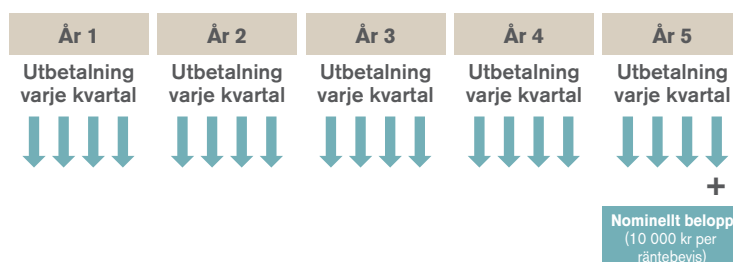 År 1
År 2
År 3
År 4
År 5
Utbetalning
varje kvartal
Utbetalning
varje kvartal
Utbetalning
varje kvartal
Utbetalning
varje kvartal
Utbetalning
varje kvartal
+
Nominellt belopp
(10 000 kr per
räntebevis)